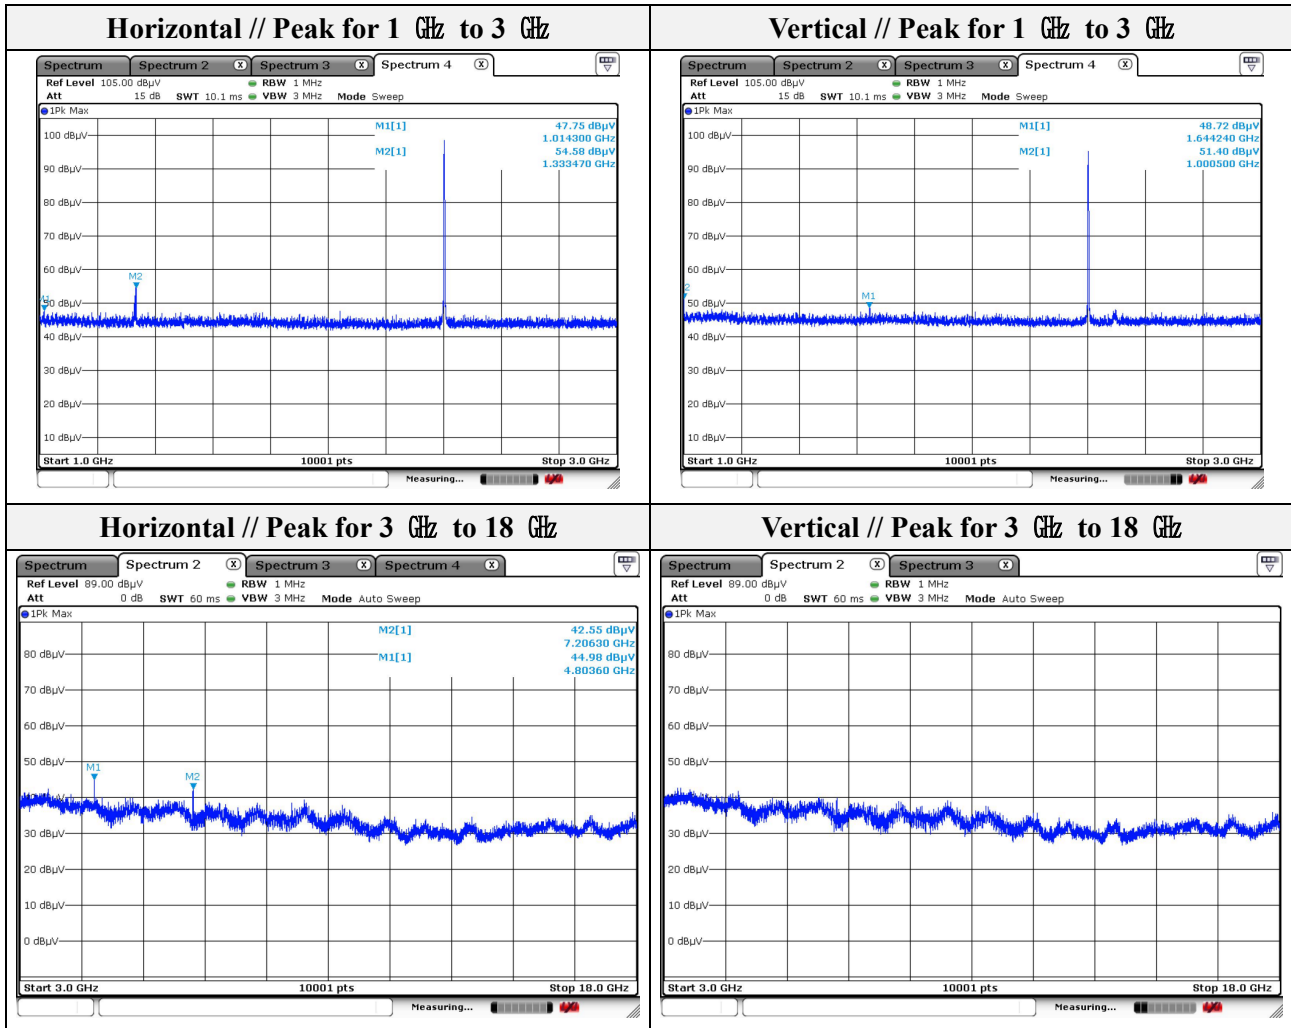 Horizontal // Peak for 1 ㎓ to 3 ㎓
Vertical // Peak for 1 ㎓ to 3 ㎓
Spectrum Spectrum 2 X Spectrum 3 X Spectrum 4 X
Ref Level 105.00 dBµV RBW 1 MHz
Att 15 dB SWT 10.1 ms VBW 3 MHz Mode Sweep
1Pk Max
M1[1] 47.75 dBµV
1.014300 GHz
M2[1] 54.58 dBµV
1.333470 GHz
100 dBµV
90 dBµV
80 dBµV
70 dBµV
60 dBµV
M2
M1
50 dBµV
40 dBµV
30 dBµV
20 dBµV
10 dBµV
Start 1.0 GHz 10001 pts Stop 3.0 GHz
Measuring...
Spectrum Spectrum 2 X Spectrum 3 X Spectrum 4 X
Ref Level 105.00 dBµV RBW 1 MHz
Att 15 dB SWT 10.1 ms VBW 3 MHz Mode Sweep
1Pk Max
M1[1] 48.72 dBµV
1.644240 GHz
M2[1] 51.40 dBµV
1.000500 GHz
100 dBµV
90 dBµV
80 dBµV
70 dBµV
60 dBµV
2
M1
50 dBµV
40 dBµV
30 dBµV
20 dBµV
10 dBµV
Start 1.0 GHz 10001 pts Stop 3.0 GHz
Measuring...
Horizontal // Peak for 3 ㎓ to 18 ㎓
Vertical // Peak for 3 ㎓ to 18 ㎓
Spectrum Spectrum 2 X Spectrum 3 X Spectrum 4 X
Ref Level 89.00 dBµV RBW 1 MHz
Att 0 dB SWT 60 ms VBW 3 MHz Mode Auto Sweep
1Pk Max
M2[1] 42.55 dBµV
7.20630 GHz
M1[1] 44.98 dBµV
4.80360 GHz
80 dBµV
70 dBµV
60 dBµV
50 dBµV
M1
M2
30 dBµV
20 dBµV
10 dBµV
0 dBµV
Start 3.0 GHz 10001 pts Stop 18.0 GHz
Measuring...
Spectrum Spectrum 2 X Spectrum 3 X
Ref Level 89.00 dBµV RBW 1 MHz
Att 0 dB SWT 60 ms VBW 3 MHz Mode Auto Sweep
1Pk Max
80 dBµV
70 dBµV
60 dBµV
50 dBµV
30 dBµV
20 dBµV
10 dBµV
0 dBµV
Start 3.0 GHz 10001 pts Stop 18.0 GHz
Measuring...